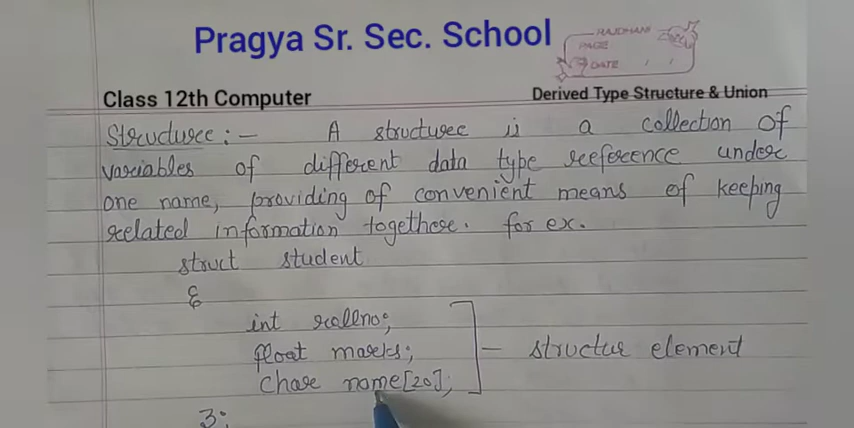 Pragya Sr. Sec. School
RAJDHANI
PAGE
DATE / /
Class 12th Computer
Derived Type Structure & Union
Structure :- A structure is a collection of
variables of different data type reference under
one name, providing of convenient means of keeping
related information togethere. for ex.
struct student
{
int rollno;
float marks;
char name[20];
- structur element
};